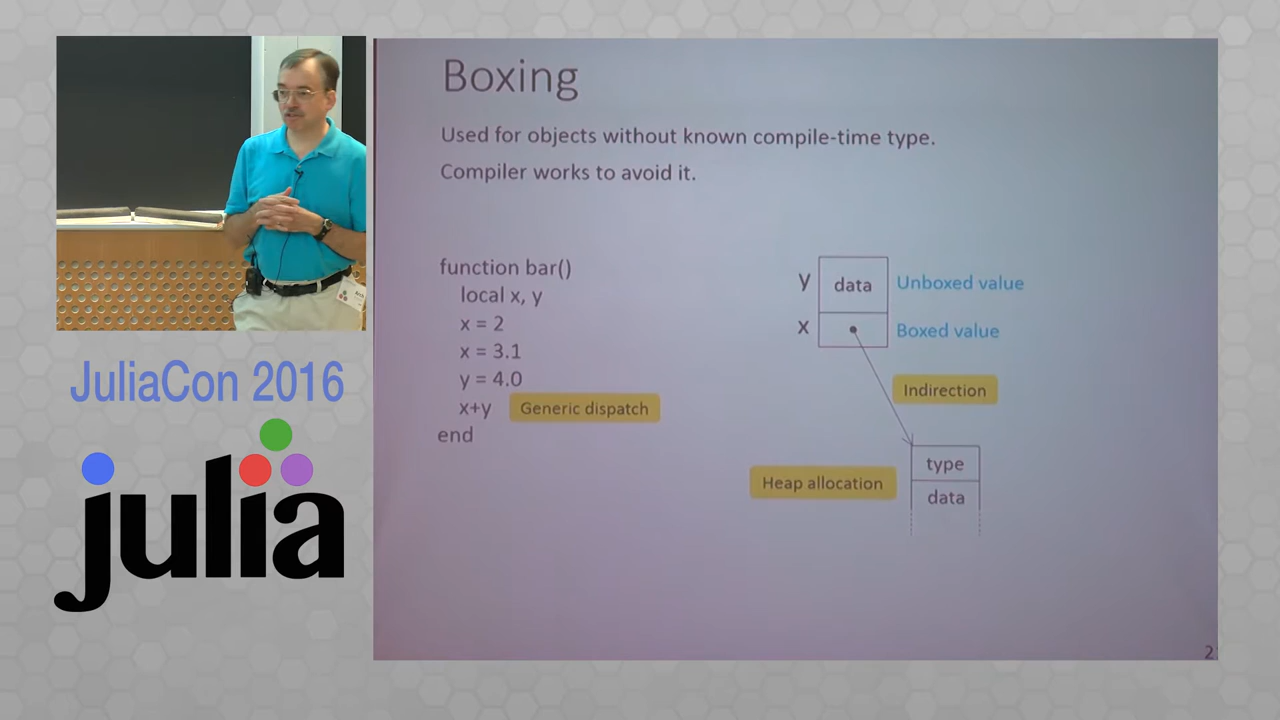 Boxing
Used for objects without known compile-time type.
Compiler works to avoid it.
function bar()
local x, y
x = 2
x = 3.1
y = 4.0
x+y Generic dispatch
end
y data Unboxed value
x Boxed value
Indirection
type
Heap allocation
data
2
JuliaCon 2016
julia